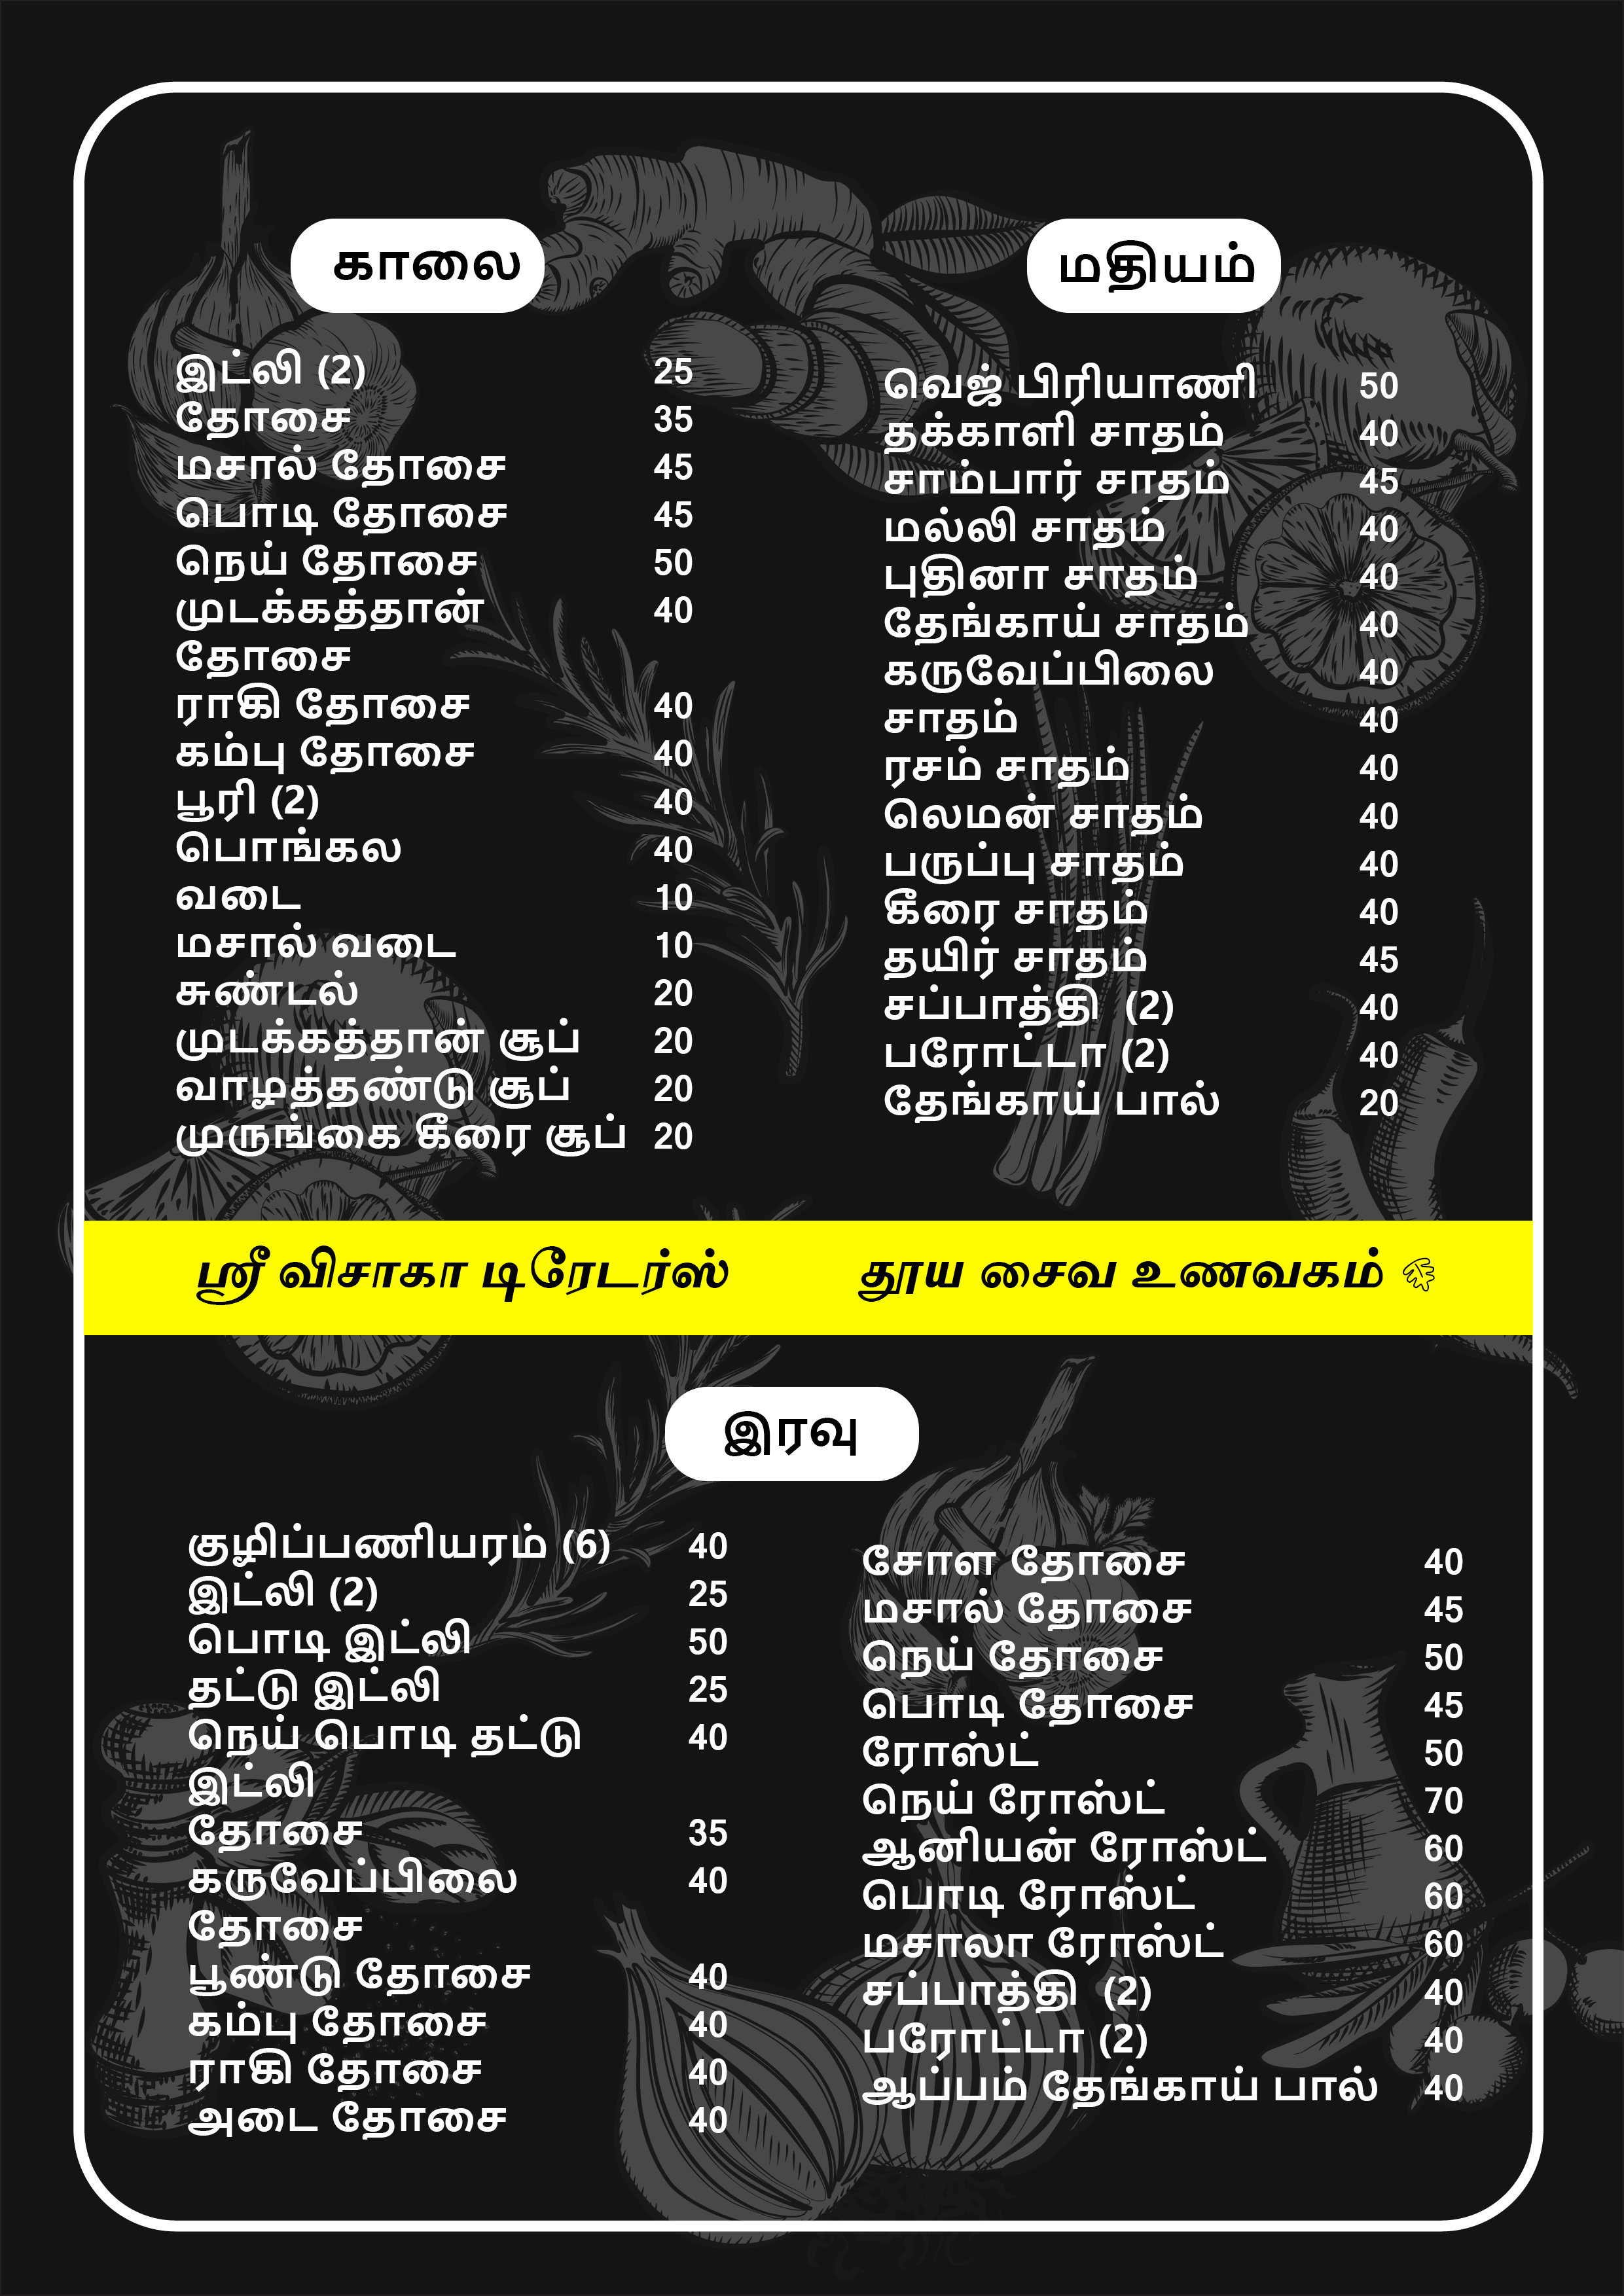 காலை
இட்லி (2) 25
தோசை 35
மசால் தோசை 45
பொடி தோசை 45
நெய் தோசை 50
முடக்கத்தான் 40
தோசை
ராகி தோசை 40
கம்பு தோசை 40
பூரி (2) 40
பொங்கல 40
வடை 10
மசால் வடை 10
சுண்டல் 20
முடக்கத்தான் சூப் 20
வாழத்தண்டு சூப் 20
முருங்கை கீரை சூப் 20
மதியம்
வெஜ் பிரியாணி 50
தக்காளி சாதம் 40
சாம்பார் சாதம் 45
மல்லி சாதம் 40
புதினா சாதம் 40
தேங்காய் சாதம் 40
கருவேப்பிலை 40
சாதம் 40
ரசம் சாதம் 40
லெமன் சாதம் 40
பருப்பு சாதம் 40
கீரை சாதம் 40
தயிர் சாதம் 45
சப்பாத்தி (2) 40
பரோட்டா (2) 40
தேங்காய் பால் 20
ஸ்ரீ விசாகா டிரேடர்ஸ் தூய சைவ உணவகம்
இரவு
குழிப்பணியரம் (6) 40
இட்லி (2) 25
பொடி இட்லி 50
தட்டு இட்லி 25
நெய் பொடி தட்டு 40
இட்லி
தோசை 35
கருவேப்பிலை 40
தோசை
பூண்டு தோசை 40
கம்பு தோசை 40
ராகி தோசை 40
அடை தோசை 40
சோள தோசை 40
மசால் தோசை 45
நெய் தோசை 50
பொடி தோசை 45
ரோஸ்ட் 50
நெய் ரோஸ்ட் 70
ஆனியன் ரோஸ்ட் 60
பொடி ரோஸ்ட் 60
மசாலா ரோஸ்ட் 60
சப்பாத்தி (2) 40
பரோட்டா (2) 40
ஆப்பம் தேங்காய் பால் 40